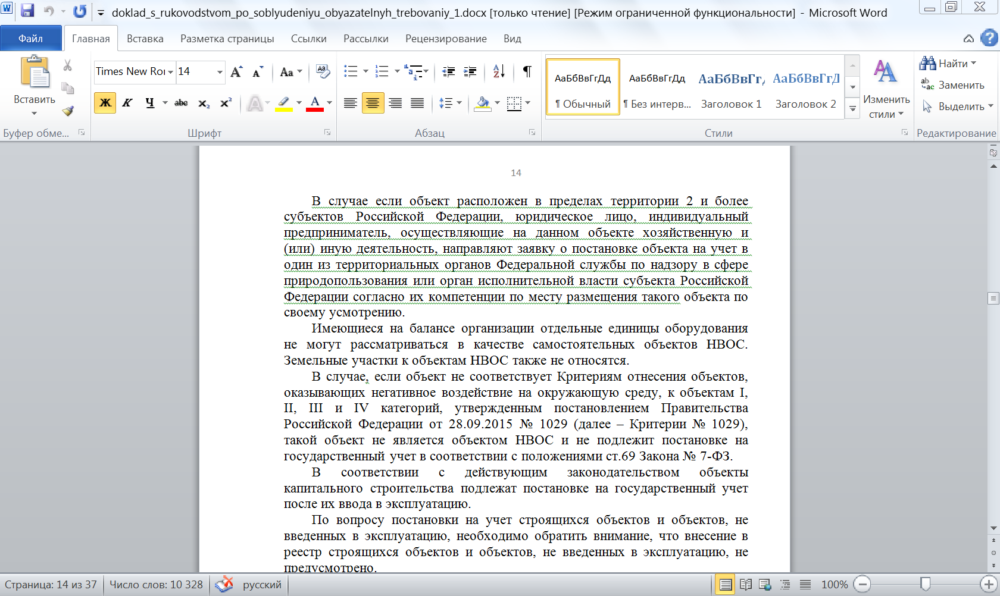 doklad_s_rukovodstvom_po_soblyudeniyu_obyazatelnyh_trebovaniy_1.docx [только чтение] [Режим ограниченной функциональности] - Microsoft Word
Файл Главная Вставка Разметка страницы Ссылки Рассылки Рецензирование Вид
Вставить
Буфер обме...
Times New Roi 14
Aa
Ж К Ч abc x₂ x²
Шрифт
Абзац
АаБбВвГгДд АаБбВвГгДд АаБбВвГг, АаБбВвГгД
¶ Обычный ¶ Без интерв... Заголовок 1 Заголовок 2
Стили
Изменить
стили
Найти
Заменить
Выделить
Редактирование
14
В случае если объект расположен в пределах территории 2 и более
субъектов Российской Федерации, юридическое лицо, индивидуальный
предприниматель, осуществляющие на данном объекте хозяйственную и
(или) иную деятельность, направляют заявку о постановке объекта на учет в
один из территориальных органов Федеральной службы по надзору в сфере
природопользования или орган исполнительной власти субъекта Российской
Федерации согласно их компетенции по месту размещения такого объекта по
своему усмотрению.
Имеющиеся на балансе организации отдельные единицы оборудования
не могут рассматриваться в качестве самостоятельных объектов НВОС.
Земельные участки к объектам НВОС также не относятся.
В случае, если объект не соответствует Критериям отнесения объектов,
оказывающих негативное воздействие на окружающую среду, к объектам I,
II, III и IV категорий, утвержденным постановлением Правительства
Российской Федерации от 28.09.2015 № 1029 (далее – Критерии № 1029),
такой объект не является объектом НВОС и не подлежит постановке на
государственный учет в соответствии с положениями ст.69 Закона № 7-ФЗ.
В соответствии с действующим законодательством объекты
капитального строительства подлежат постановке на государственный учет
после их ввода в эксплуатацию.
По вопросу постановки на учет строящихся объектов и объектов, не
введенных в эксплуатацию, необходимо обратить внимание, что внесение в
реестр строящихся объектов и объектов, не введенных в эксплуатацию, не
предусмотрено.
Страница: 14 из 37 Число слов: 10 328 русский 100%